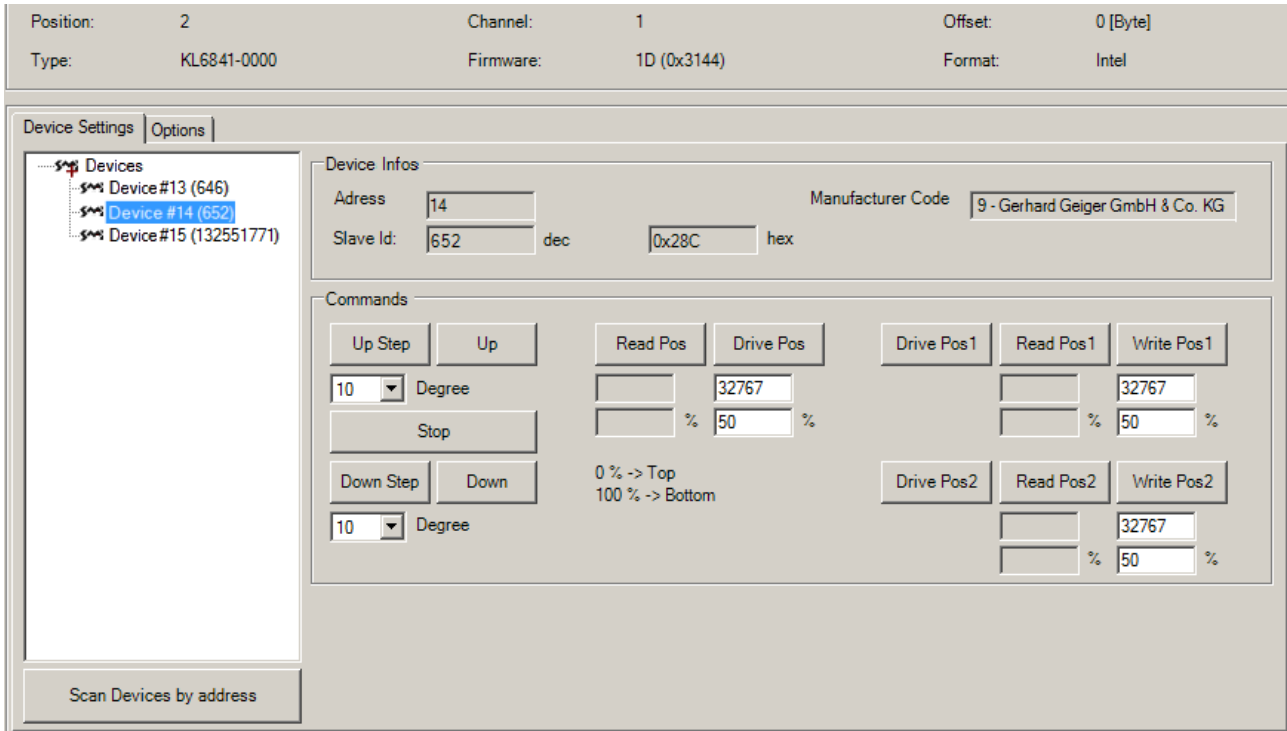 Position: 2 Channel: 1 Offset: 0 [Byte]
Type: KL6841-0000 Firmware: 1D (0x3144) Format: Intel
Device Settings Options
Devices
Device #13 (646)
Device #14 (652)
Device #15 (132551771)
Scan Devices by address
Device Infos
Adress 14 Manufacturer Code 9 - Gerhard Geiger GmbH & Co. KG
Slave Id: 652 dec 0x28C hex
Commands
Up Step Up Read Pos Drive Pos Drive Pos1 Read Pos1 Write Pos1
10 Degree 32767 32767
Stop % 50 % % 50 %
Down Step Down 0 % -> Top Drive Pos2 Read Pos2 Write Pos2
100 % -> Bottom
10 Degree 32767
% 50 %